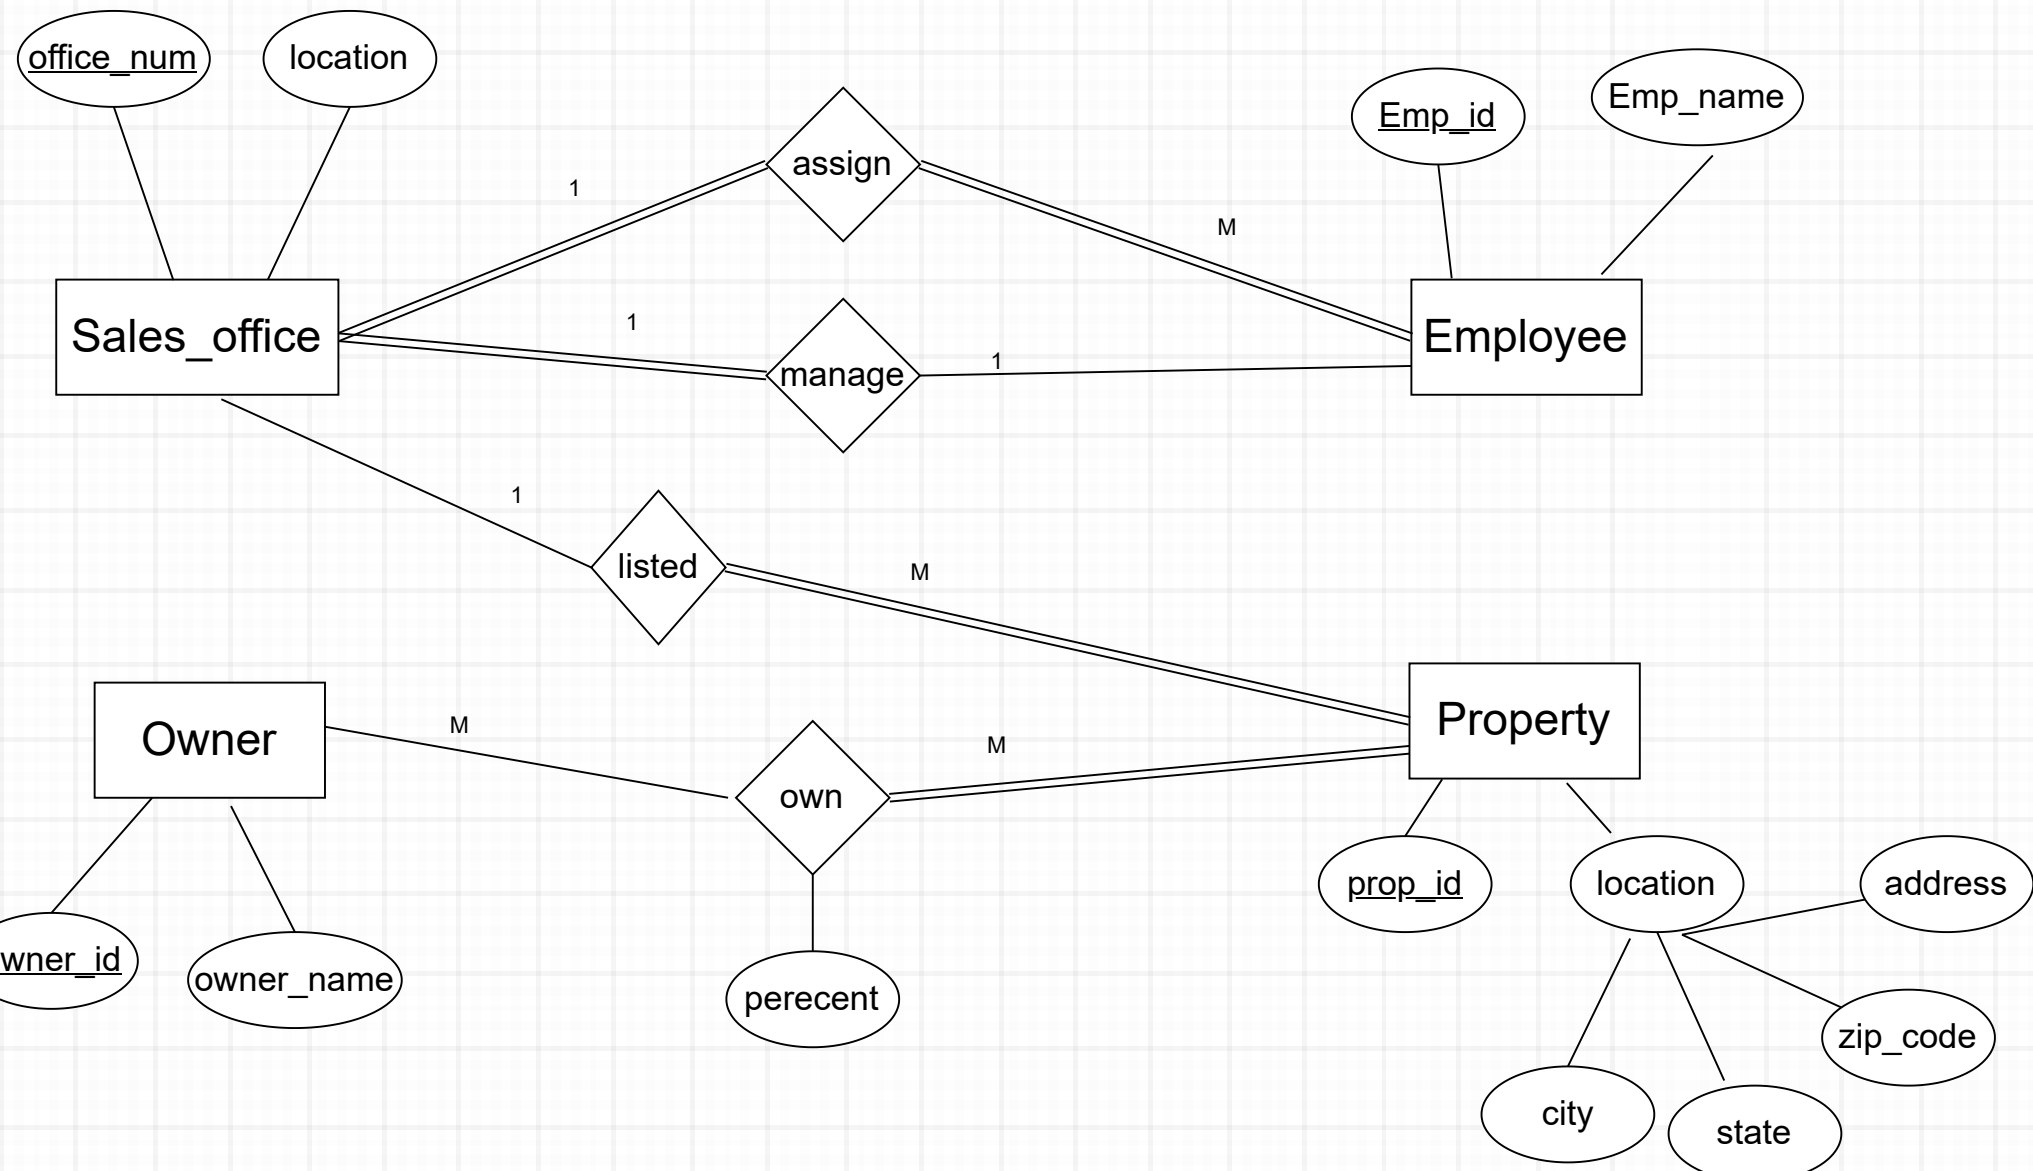 office_num
location
Emp_id
Emp_name
assign
1
M
Sales_office
1
manage
1
Employee
1
listed
M
Owner
M
own
M
Property
prop_id
location
address
wner_id
owner_name
perecent
zip_code
city
state